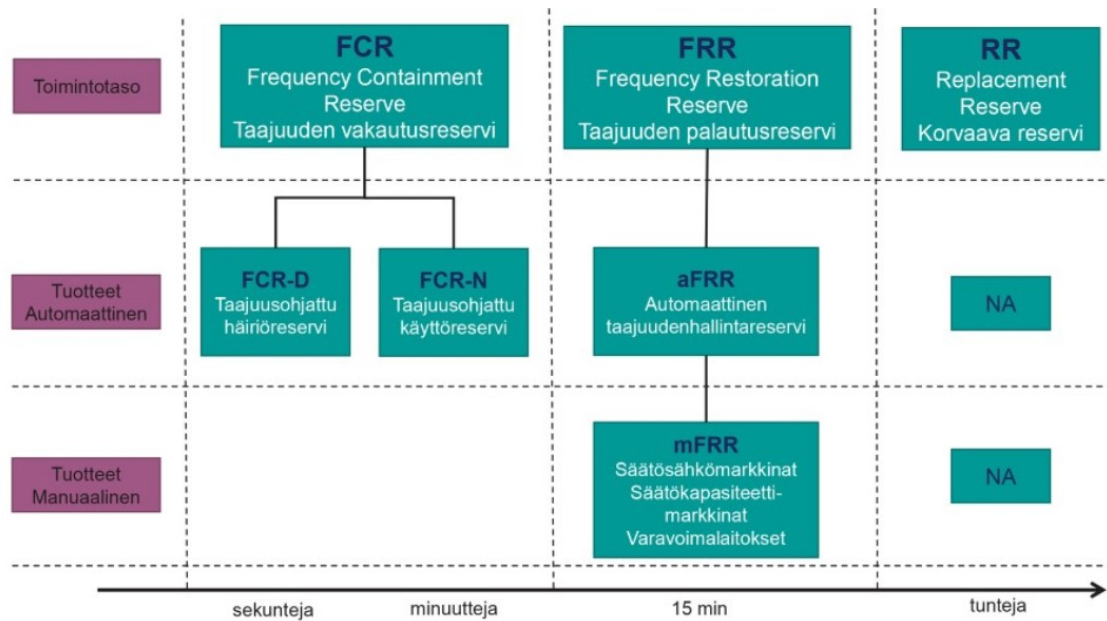 Toimintotaso
FCR
Frequency Containment
Reserve
Taajuuden vakautusreservi
FRR
Frequency Restoration
Reserve
Taajuuden palautusreservi
RR
Replacement
Reserve
Korvaava reservi
Tuotteet
Automaattinen
FCR-D
Taajuusohjattu
häiriöreservi
FCR-N
Taajuusohjattu
käyttöreservi
aFRR
Automaattinen
taajuudenhallintareservi
NA
Tuotteet
Manuaalinen
mFRR
Säätösähkömarkkinat
Säätökapasiteetti-
markkinat
Varavoimalaitokset
NA
sekunteja
minuutteja
15 min
tunteja